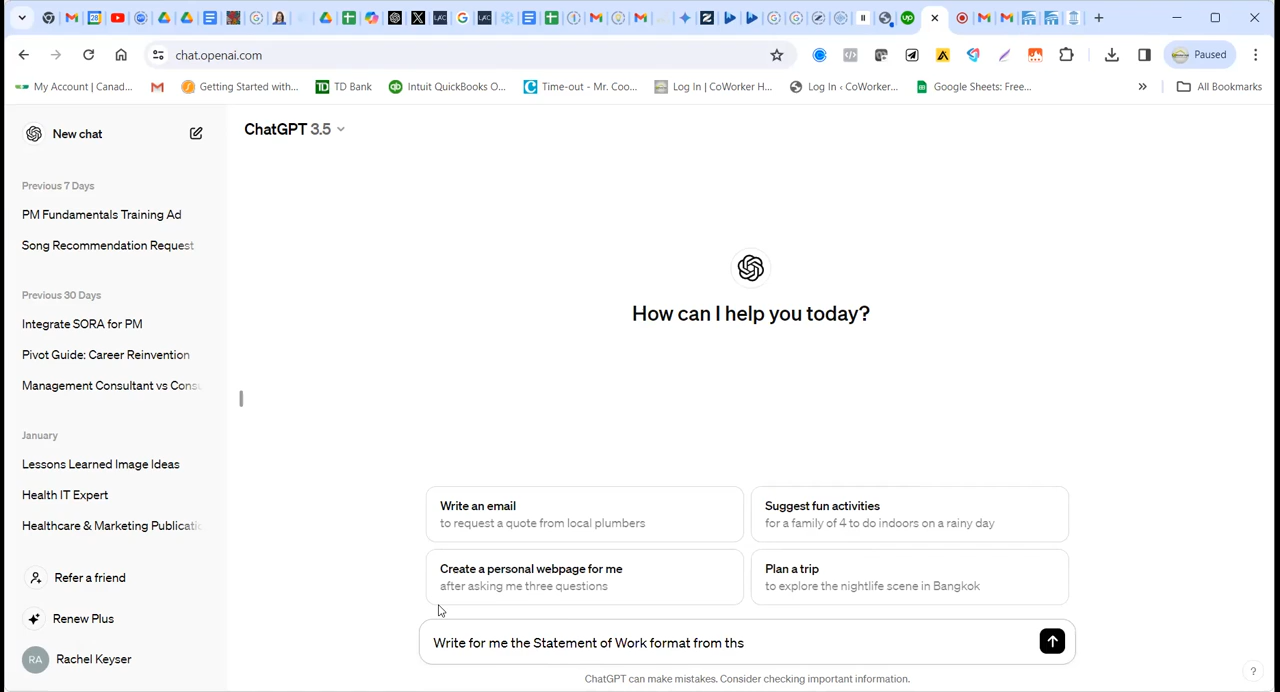 UP
chat.openai.com
Paused
My Account | Canad...
Getting Started with...
TD TD Bank
qb Intuit QuickBooks O...
Time-out - Mr. Coo...
Log In | CoWorker H...
Log In ‹ CoWorker...
Google Sheets: Free...
»
All Bookmarks
New chat
ChatGPT 3.5
Previous 7 Days
PM Fundamentals Training Ad
Song Recommendation Request
Previous 30 Days
Integrate SORA for PM
Pivot Guide: Career Reinvention
Management Consultant vs Cons
January
Lessons Learned Image Ideas
Health IT Expert
Healthcare & Marketing Publicati
Refer a friend
Renew Plus
RA Rachel Keyser
How can I help you today?
Write an email
to request a quote from local plumbers
Suggest fun activities
for a family of 4 to do indoors on a rainy day
Create a personal webpage for me
after asking me three questions
Plan a trip
to explore the nightlife scene in Bangkok
Write for me the Statement of Work format from ths
ChatGPT can make mistakes. Consider checking important information.
?